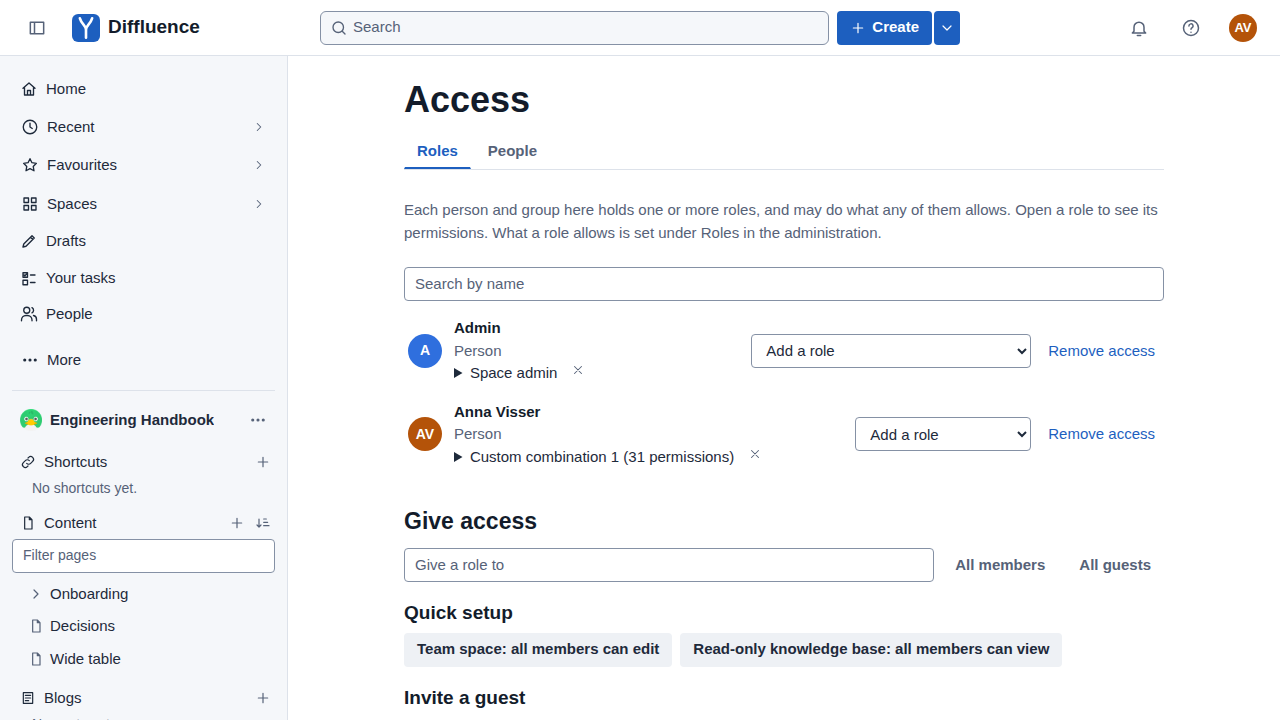 Diffluence
Search
Create
AV
Home
Recent
Favourites
Spaces
Drafts
Your tasks
People
More
Engineering Handbook
Shortcuts
No shortcuts yet.
Content
Filter pages
Onboarding
Decisions
Wide table
Blogs
Access
Roles
People
Each person and group here holds one or more roles, and may do what any of them allows. Open a role to see its
permissions. What a role allows is set under Roles in the administration.
Search by name
A
Admin
Person
Space admin
Add a role
Remove access
AV
Anna Visser
Person
Custom combination 1 (31 permissions)
Add a role
Remove access
Give access
Give a role to
All members
All guests
Quick setup
Team space: all members can edit
Read-only knowledge base: all members can view
Invite a guest